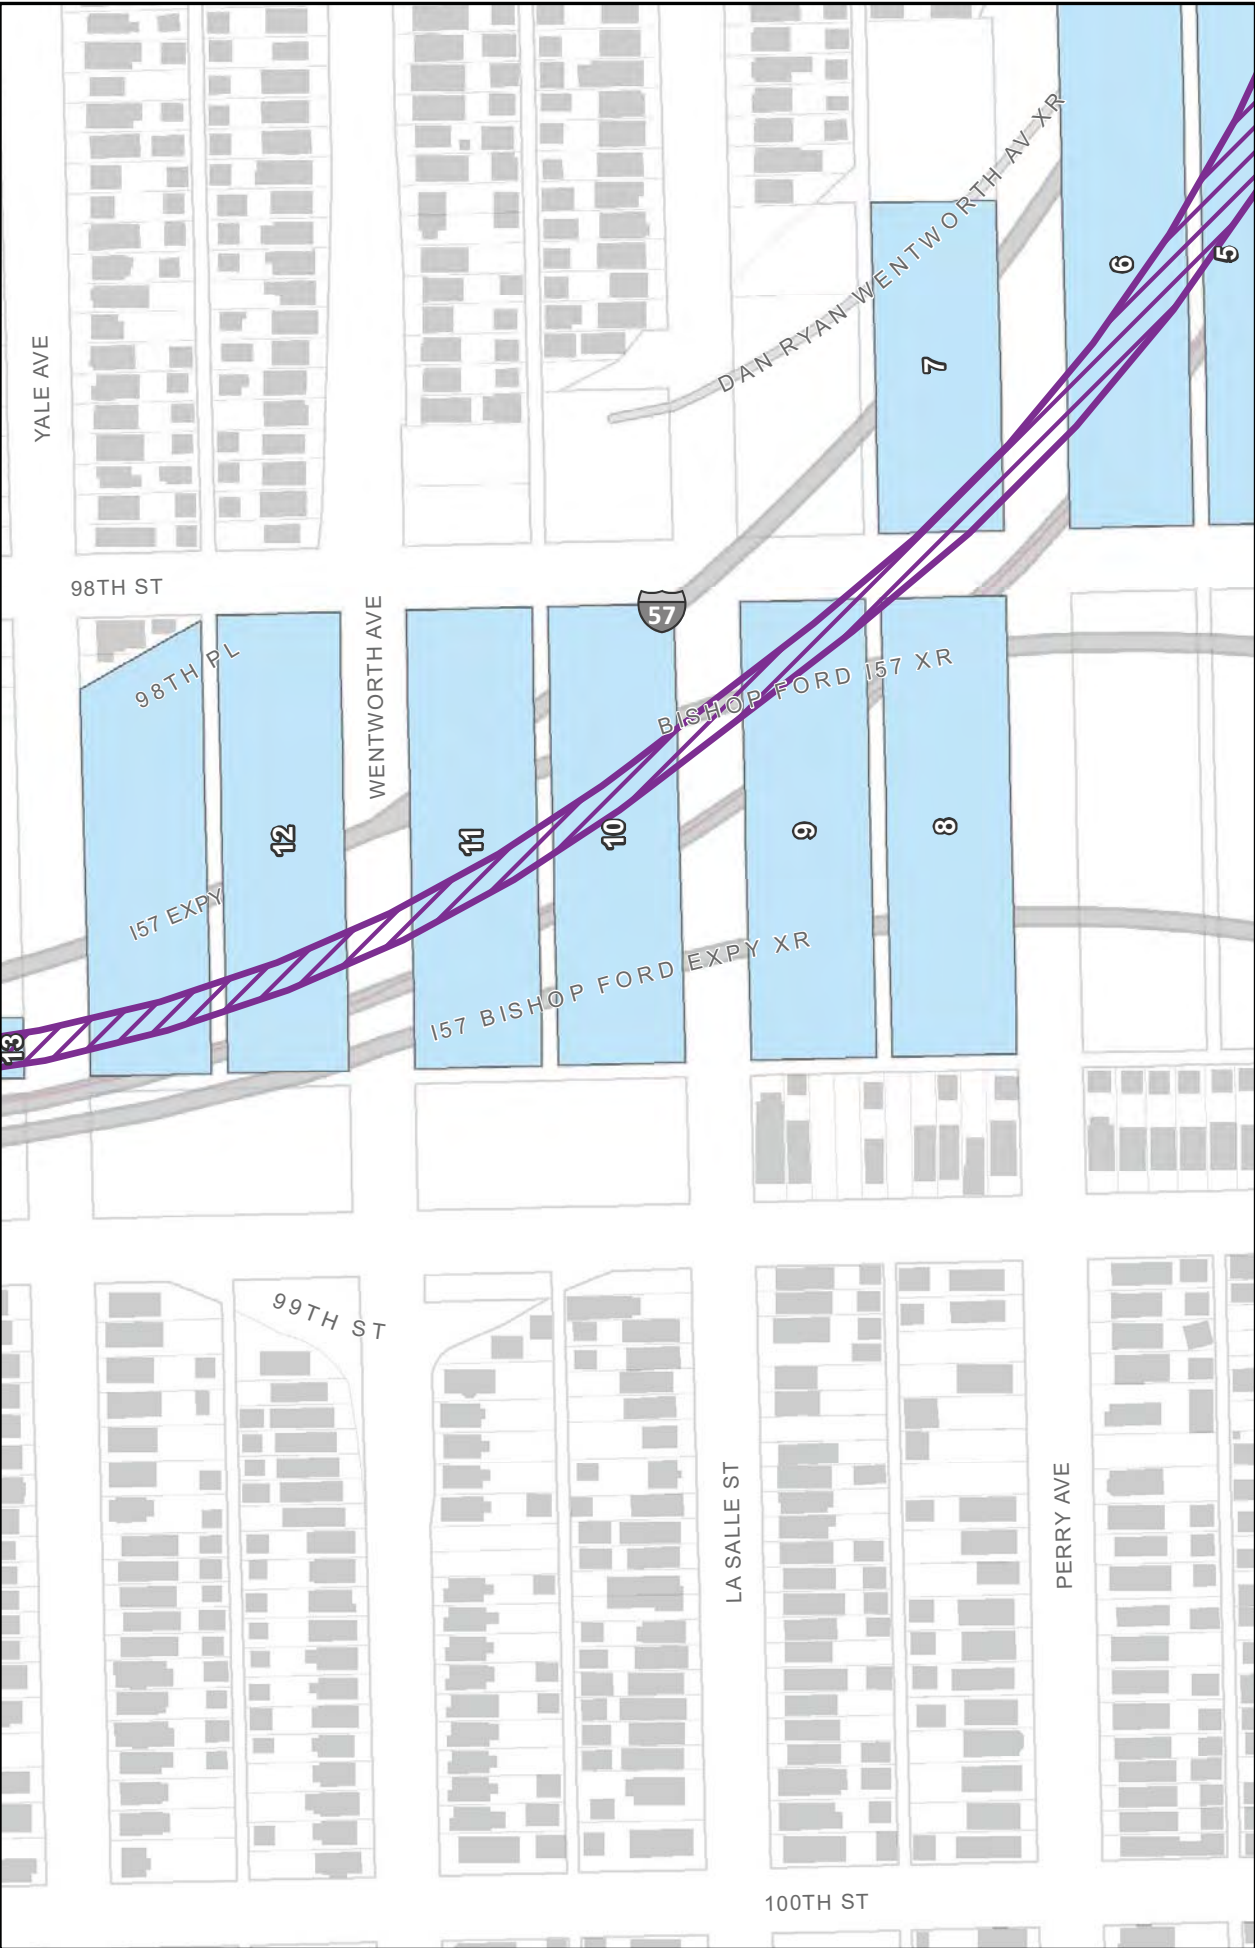 DAN RYAN WENTWORTH AV XR
6
5
7
YALE AVE
98TH ST
57
WENTWORTH AVE
98TH PL
BISHOP FORD I57 XR
12
11
10
9
8
I57 EXPY
I57 BISHOP FORD EXPY XR
13
99TH ST
LA SALLE ST
PERRY AVE
100TH ST